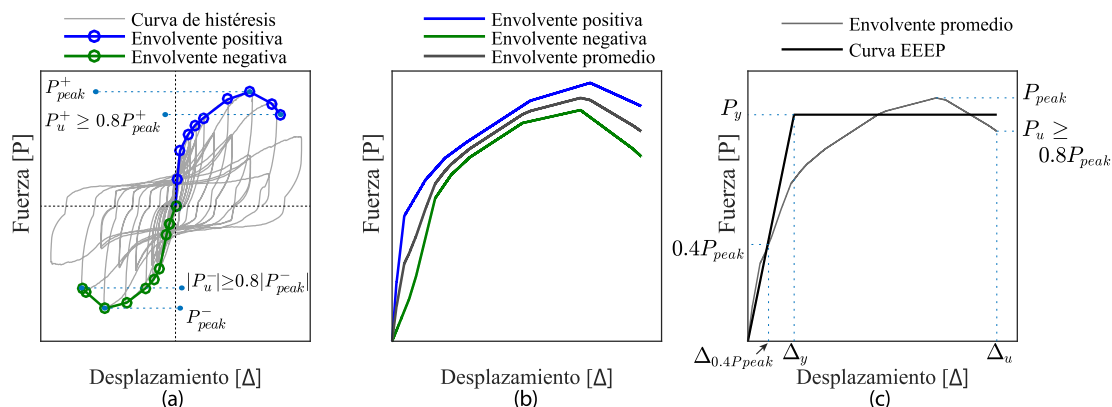 Curva de histéresis
Envolvente positiva
Envolvente negativa
P⁺peak
P⁺u ≥ 0.8P⁺peak
|P⁻u|≥0.8|P⁻peak|
P⁻peak
Fuerza [P]
Desplazamiento [Δ]
(a)
Envolvente positiva
Envolvente negativa
Envolvente promedio
Fuerza [P]
Desplazamiento [Δ]
(b)
Envolvente promedio
Curva EEEP
Py
Ppeak
Pu ≥
0.8Ppeak
0.4Ppeak
Fuerza [P]
Δ0.4Ppeak
Δy
Δu
Desplazamiento [Δ]
(c)